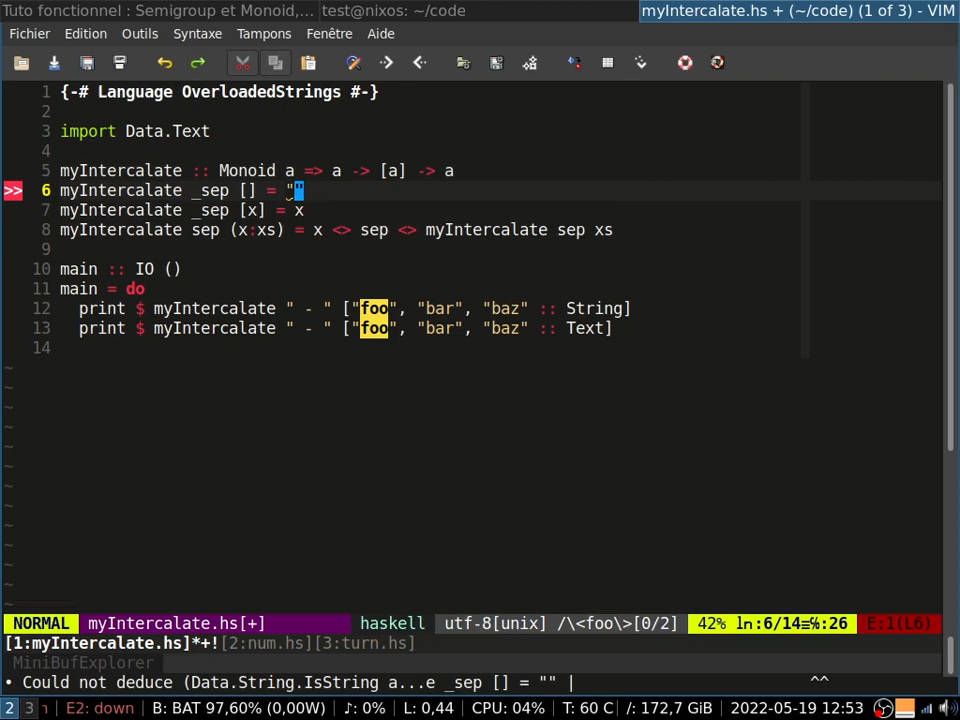 Tuto fonctionnel : Semigroup et Monoid,... test@nixos: ~/code myIntercalate.hs + (~/code) (1 of 3) - VIM
Fichier Edition Outils Syntaxe Tampons Fenêtre Aide
1 {-# Language OverloadedStrings #-}
2
3 import Data.Text
4
5 myIntercalate :: Monoid a => a -> [a] -> a
>> 6 myIntercalate _sep [] = ""
7 myIntercalate _sep [x] = x
8 myIntercalate sep (x:xs) = x <> sep <> myIntercalate sep xs
9
10 main :: IO ()
11 main = do
12 print $ myIntercalate " - " ["foo", "bar", "baz" :: String]
13 print $ myIntercalate " - " ["foo", "bar", "baz" :: Text]
14
~
~
~
~
~
~
~
~
~
~
~
~
~
NORMAL myIntercalate.hs[+] haskell utf-8[unix] /\<foo\>[0/2] 42% ln:6/14≡℅:26 E:1(L6)
[1:myIntercalate.hs]*+![2:num.hs][3:turn.hs]
MiniBufExplorer
• Could not deduce (Data.String.IsString a...e _sep [] = "" | ^^
2 3 E2: down | B: BAT 97,60% (0,00W) | ♪: 0% | L: 0,44 | CPU: 04% | T: 60 C | /: 172,7 GiB | 2022-05-19 12:53